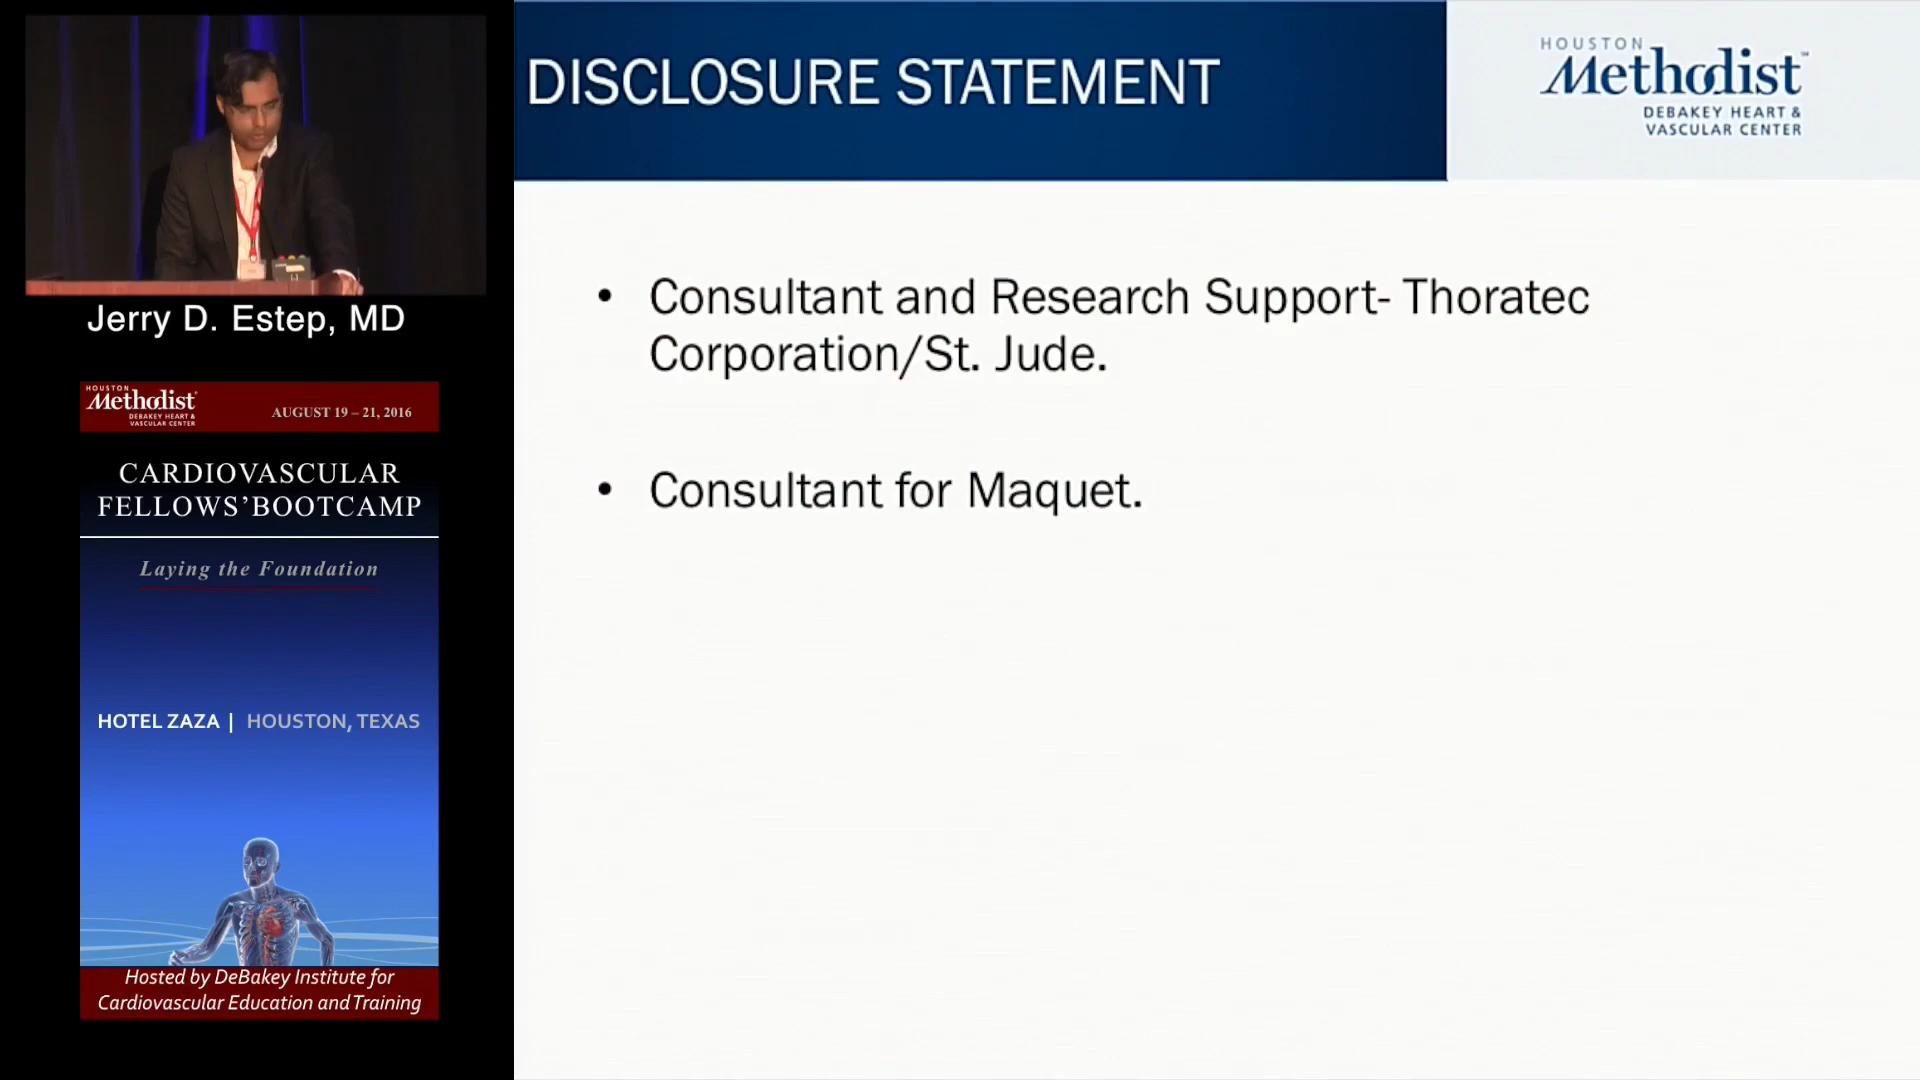 Jerry D. Estep, MD
HOUSTON
Methodist
DEBAKEY HEART &
VASCULAR CENTER
AUGUST 19 – 21, 2016
CARDIOVASCULAR
FELLOWS’BOOTCAMP
Laying the Foundation
HOTEL ZAZA | HOUSTON, TEXAS
Hosted by DeBakey Institute for
Cardiovascular Education and Training
DISCLOSURE STATEMENT
HOUSTON
Methodist™
DEBAKEY HEART &
VASCULAR CENTER
• Consultant and Research Support- Thoratec
Corporation/St. Jude.
• Consultant for Maquet.